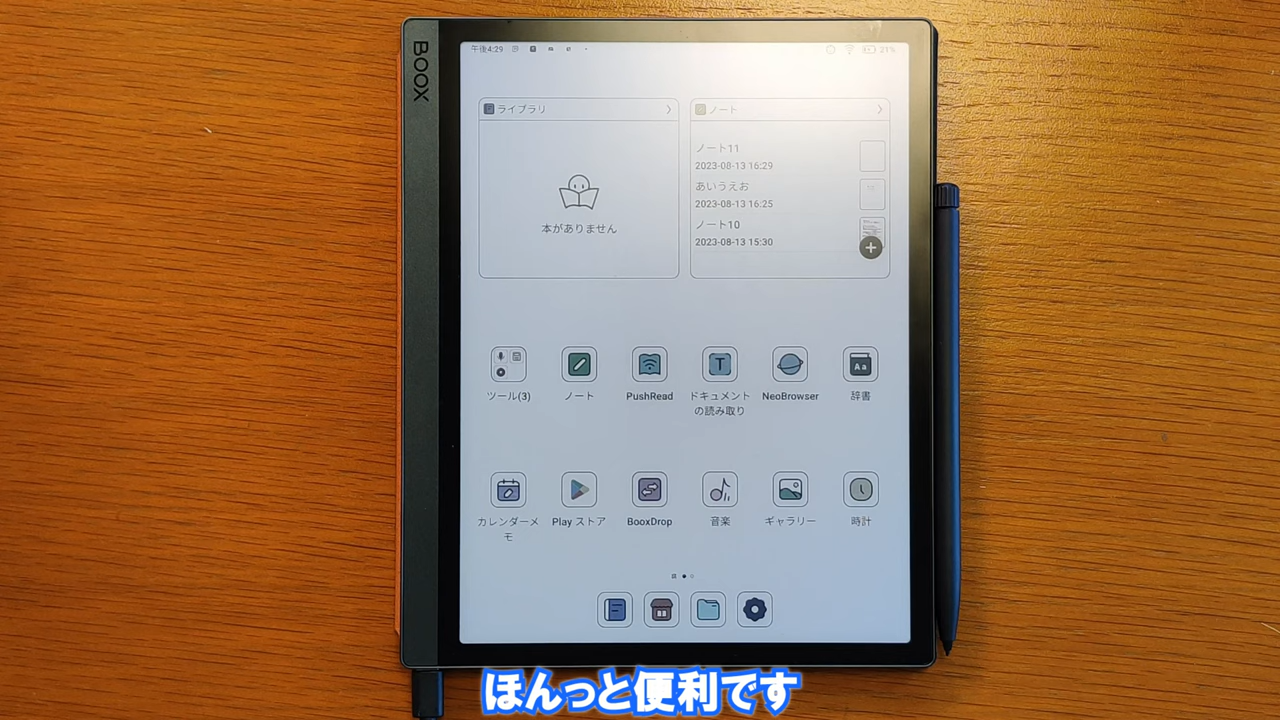 BOOX
午後4:29
21%
ライブラリ
本がありません
ノート
ノート11
2023-08-13 16:29
あいうえお
2023-08-13 16:25
ノート10
2023-08-13 15:30
ツール(3)
ノート
PushRead
ドキュメント
の読み取り
NeoBrowser
辞書
カレンダーメ
モ
Play ストア
BooxDrop
音楽
ギャラリー
時計
ほんっと便利です